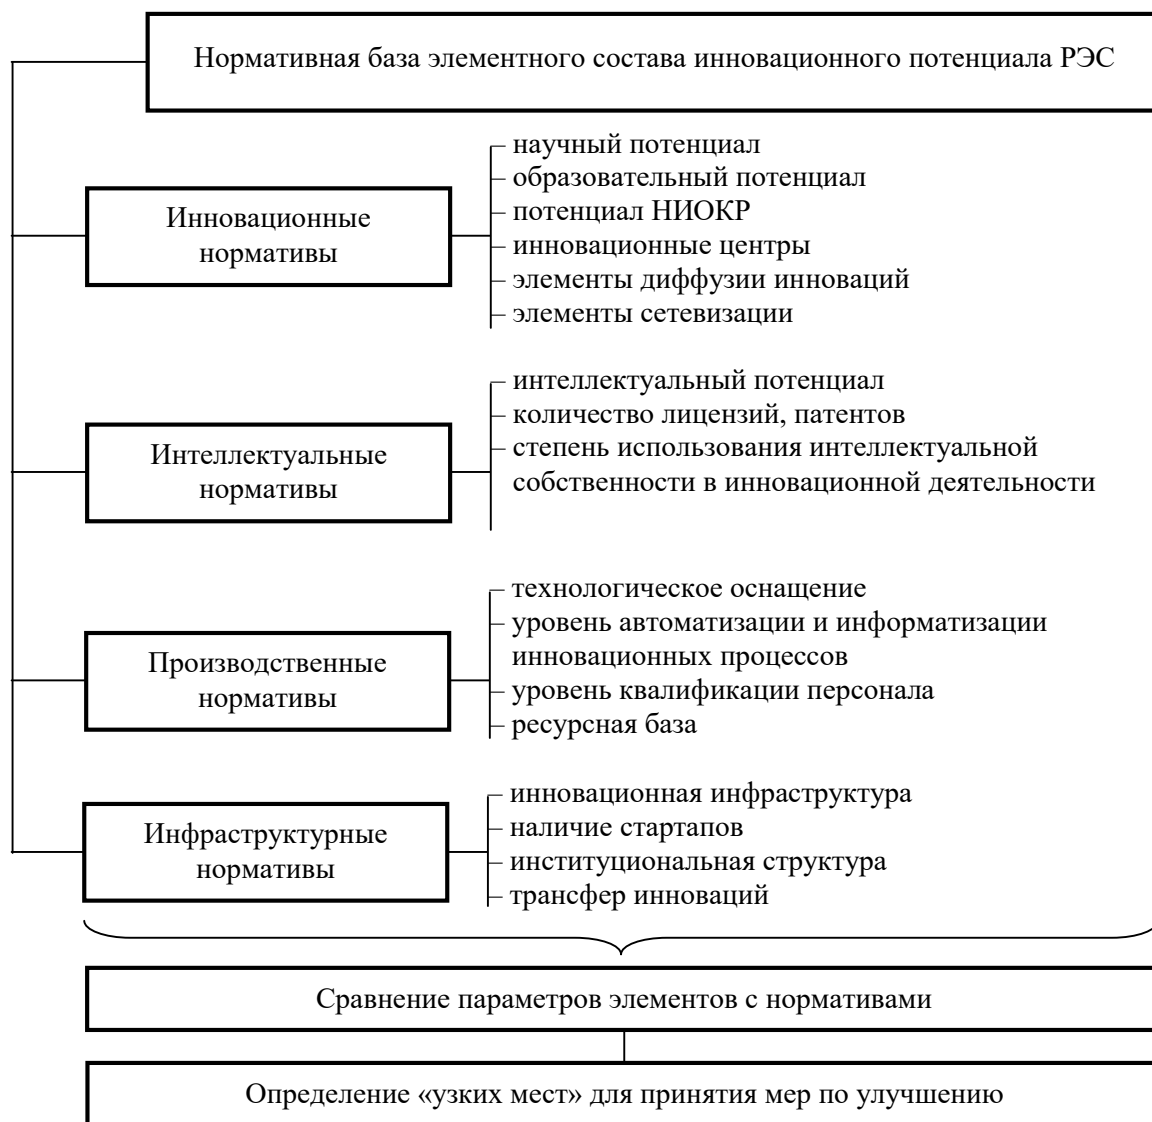 Нормативная база элементного состава инновационного потенциала РЭС
Инновационные
нормативы
научный потенциал
образовательный потенциал
потенциал НИОКР
инновационные центры
элементы диффузии инноваций
элементы сетевизации
Интеллектуальные
нормативы
интеллектуальный потенциал
количество лицензий, патентов
степень использования интеллектуальной
собственности в инновационной деятельности
Производственные
нормативы
технологическое оснащение
уровень автоматизации и информатизации
инновационных процессов
уровень квалификации персонала
ресурсная база
Инфраструктурные
нормативы
инновационная инфраструктура
наличие стартапов
институциональная структура
трансфер инноваций
Сравнение параметров элементов с нормативами
Определение «узких мест» для принятия мер по улучшению